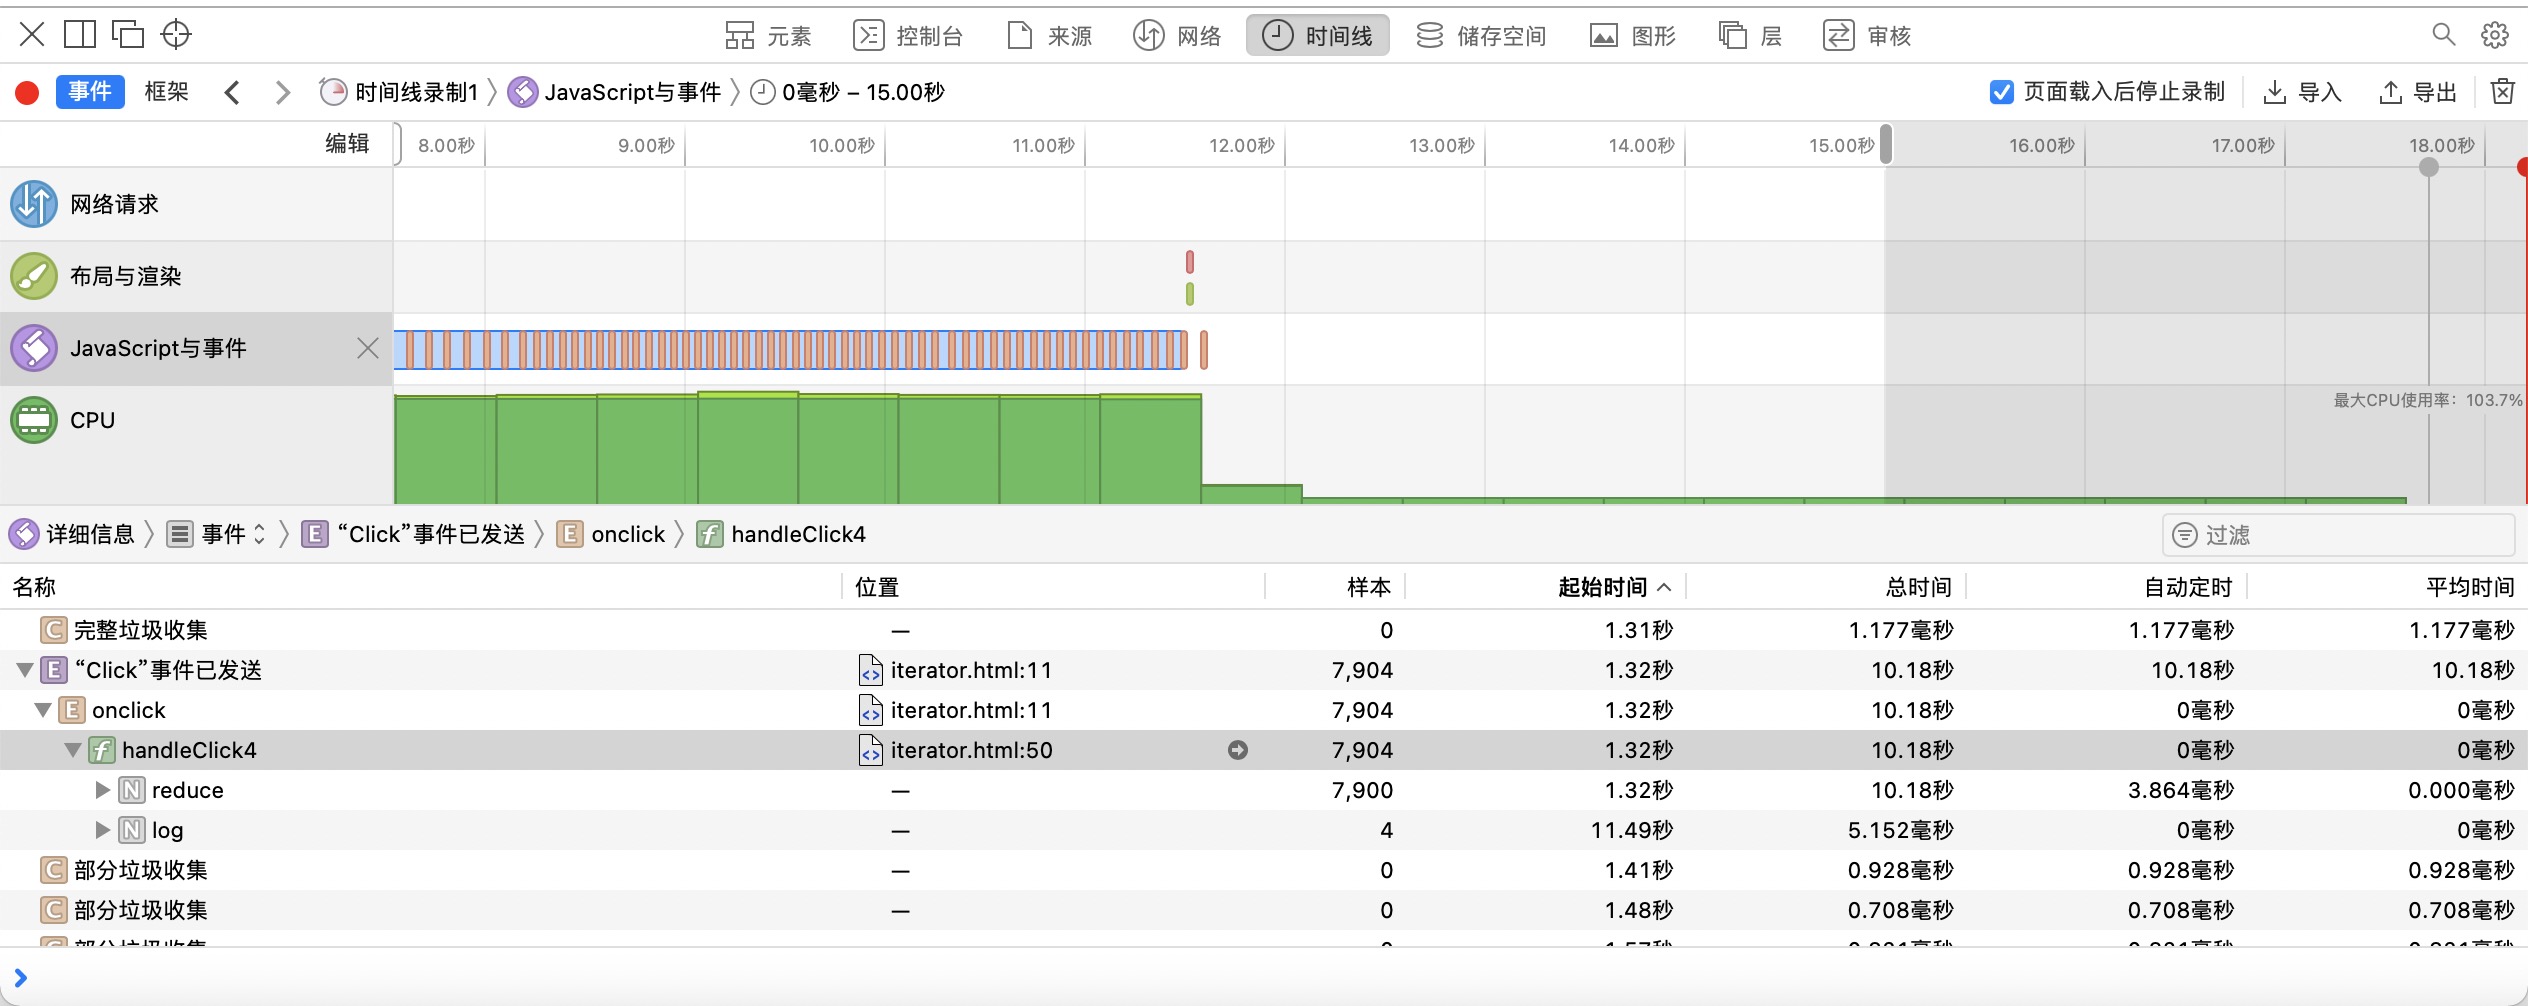 元素 控制台 来源 网络 时间线 储存空间 图形 层 审核
事件 框架 时间线录制1 JavaScript与事件 0毫秒 – 15.00秒 页面载入后停止录制 导入 导出
编辑 8.00秒 9.00秒 10.00秒 11.00秒 12.00秒 13.00秒 14.00秒 15.00秒 16.00秒 17.00秒 18.00秒
网络请求
布局与渲染
JavaScript与事件
CPU 最大CPU使用率：103.7%
详细信息 事件 E “Click”事件已发送 E onclick f handleClick4 过滤
名称 位置 样本 起始时间 总时间 自动定时 平均时间
C 完整垃圾收集 — 0 1.31秒 1.177毫秒 1.177毫秒 1.177毫秒
E “Click”事件已发送 iterator.html:11 7,904 1.32秒 10.18秒 10.18秒 10.18秒
E onclick iterator.html:11 7,904 1.32秒 10.18秒 0毫秒 0毫秒
f handleClick4 iterator.html:50 7,904 1.32秒 10.18秒 0毫秒 0毫秒
N reduce — 7,900 1.32秒 10.18秒 3.864毫秒 0.000毫秒
N log — 4 11.49秒 5.152毫秒 0毫秒 0毫秒
C 部分垃圾收集 — 0 1.41秒 0.928毫秒 0.928毫秒 0.928毫秒
C 部分垃圾收集 — 0 1.48秒 0.708毫秒 0.708毫秒 0.708毫秒